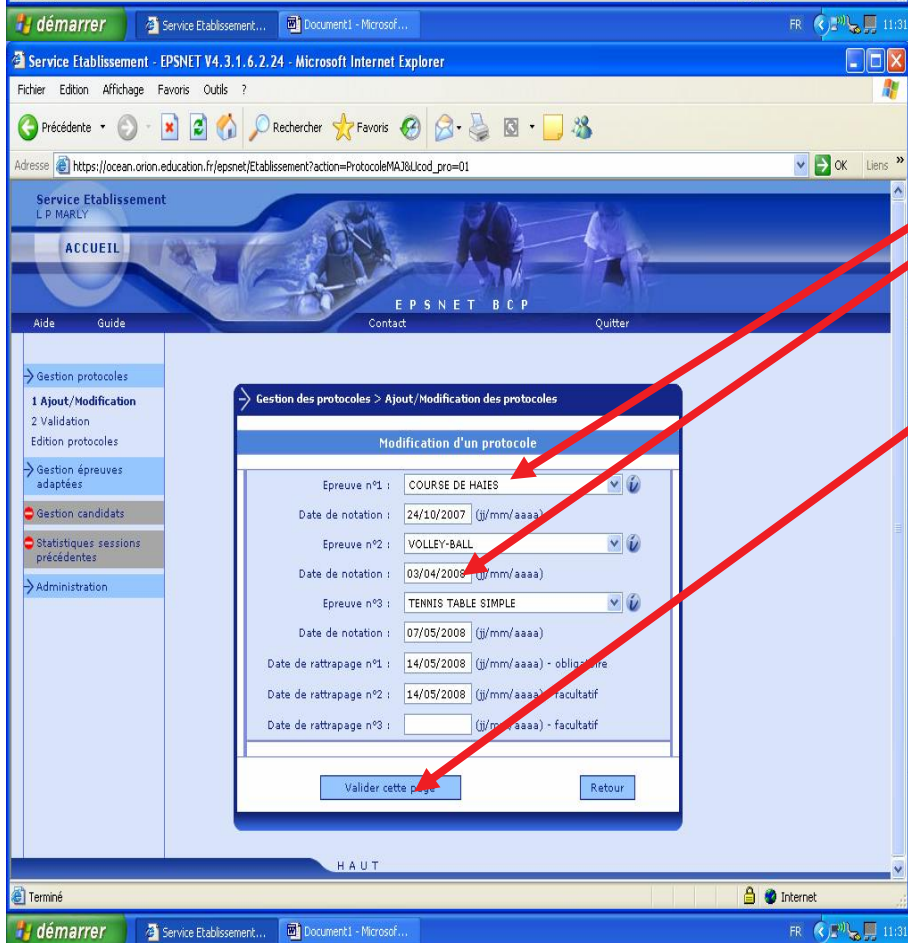 démarrer Service Etablissement... Document1 - Microsof... FR 11:31
Service Etablissement - EPSNET V4.3.1.6.2.24 - Microsoft Internet Explorer
Fichier Edition Affichage Favoris Outils ?
Précédente Rechercher Favoris
Adresse https://ocean.orion.education.fr/epsnet/Etablissement?action=ProtocoleMAJ&Ucod_pro=01 OK Liens »
Service Etablissement
L P MARLY
ACCUEIL
EPSNET BCP
Aide Guide Contact Quitter
Gestion protocoles
1 Ajout/Modification
2 Validation
Edition protocoles
Gestion épreuves
adaptées
Gestion candidats
Statistiques sessions
précédentes
Administration
Gestion des protocoles > Ajout/Modification des protocoles
Modification d'un protocole
Epreuve n°1 : COURSE DE HAIES
Date de notation : 24/10/2007 (jj/mm/aaaa)
Epreuve n°2 : VOLLEY-BALL
Date de notation : 03/04/2008 (jj/mm/aaaa)
Epreuve n°3 : TENNIS TABLE SIMPLE
Date de notation : 07/05/2008 (jj/mm/aaaa)
Date de rattrapage n°1 : 14/05/2008 (jj/mm/aaaa) - obligatoire
Date de rattrapage n°2 : 14/05/2008 (jj/mm/aaaa) - facultatif
Date de rattrapage n°3 : (jj/mm/aaaa) - facultatif
Valider cette page Retour
HAUT
Terminé Internet
démarrer Service Etablissement... Document1 - Microsof... FR 11:31